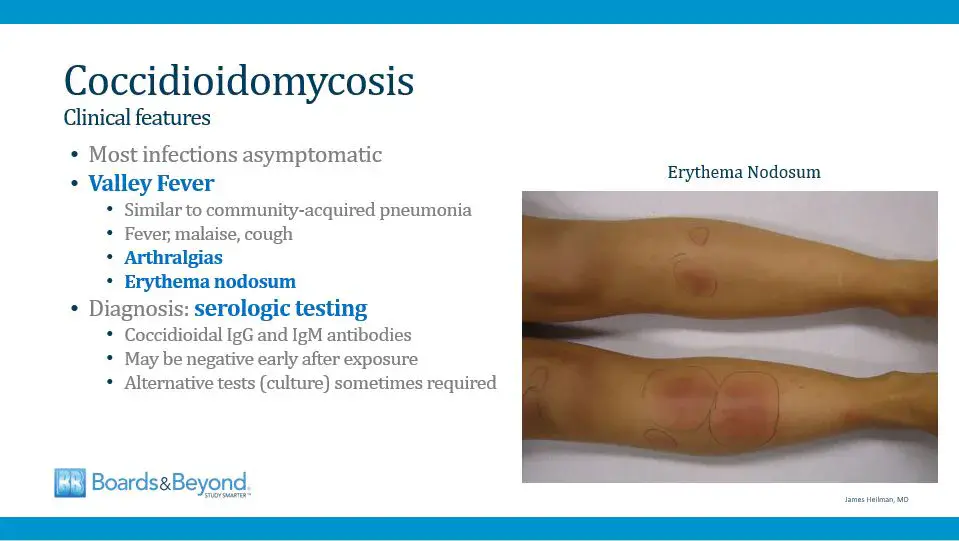 Coccidioidomycosis
Clinical features
• Most infections asymptomatic
• Valley Fever
• Similar to community-acquired pneumonia
• Fever, malaise, cough
• Arthralgias
• Erythema nodosum
• Diagnosis: serologic testing
• Coccidioidal IgG and IgM antibodies
• May be negative early after exposure
• Alternative tests (culture) sometimes required
Erythema Nodosum
BB Boards&Beyond
STUDY SMARTER
James Heilman, MD